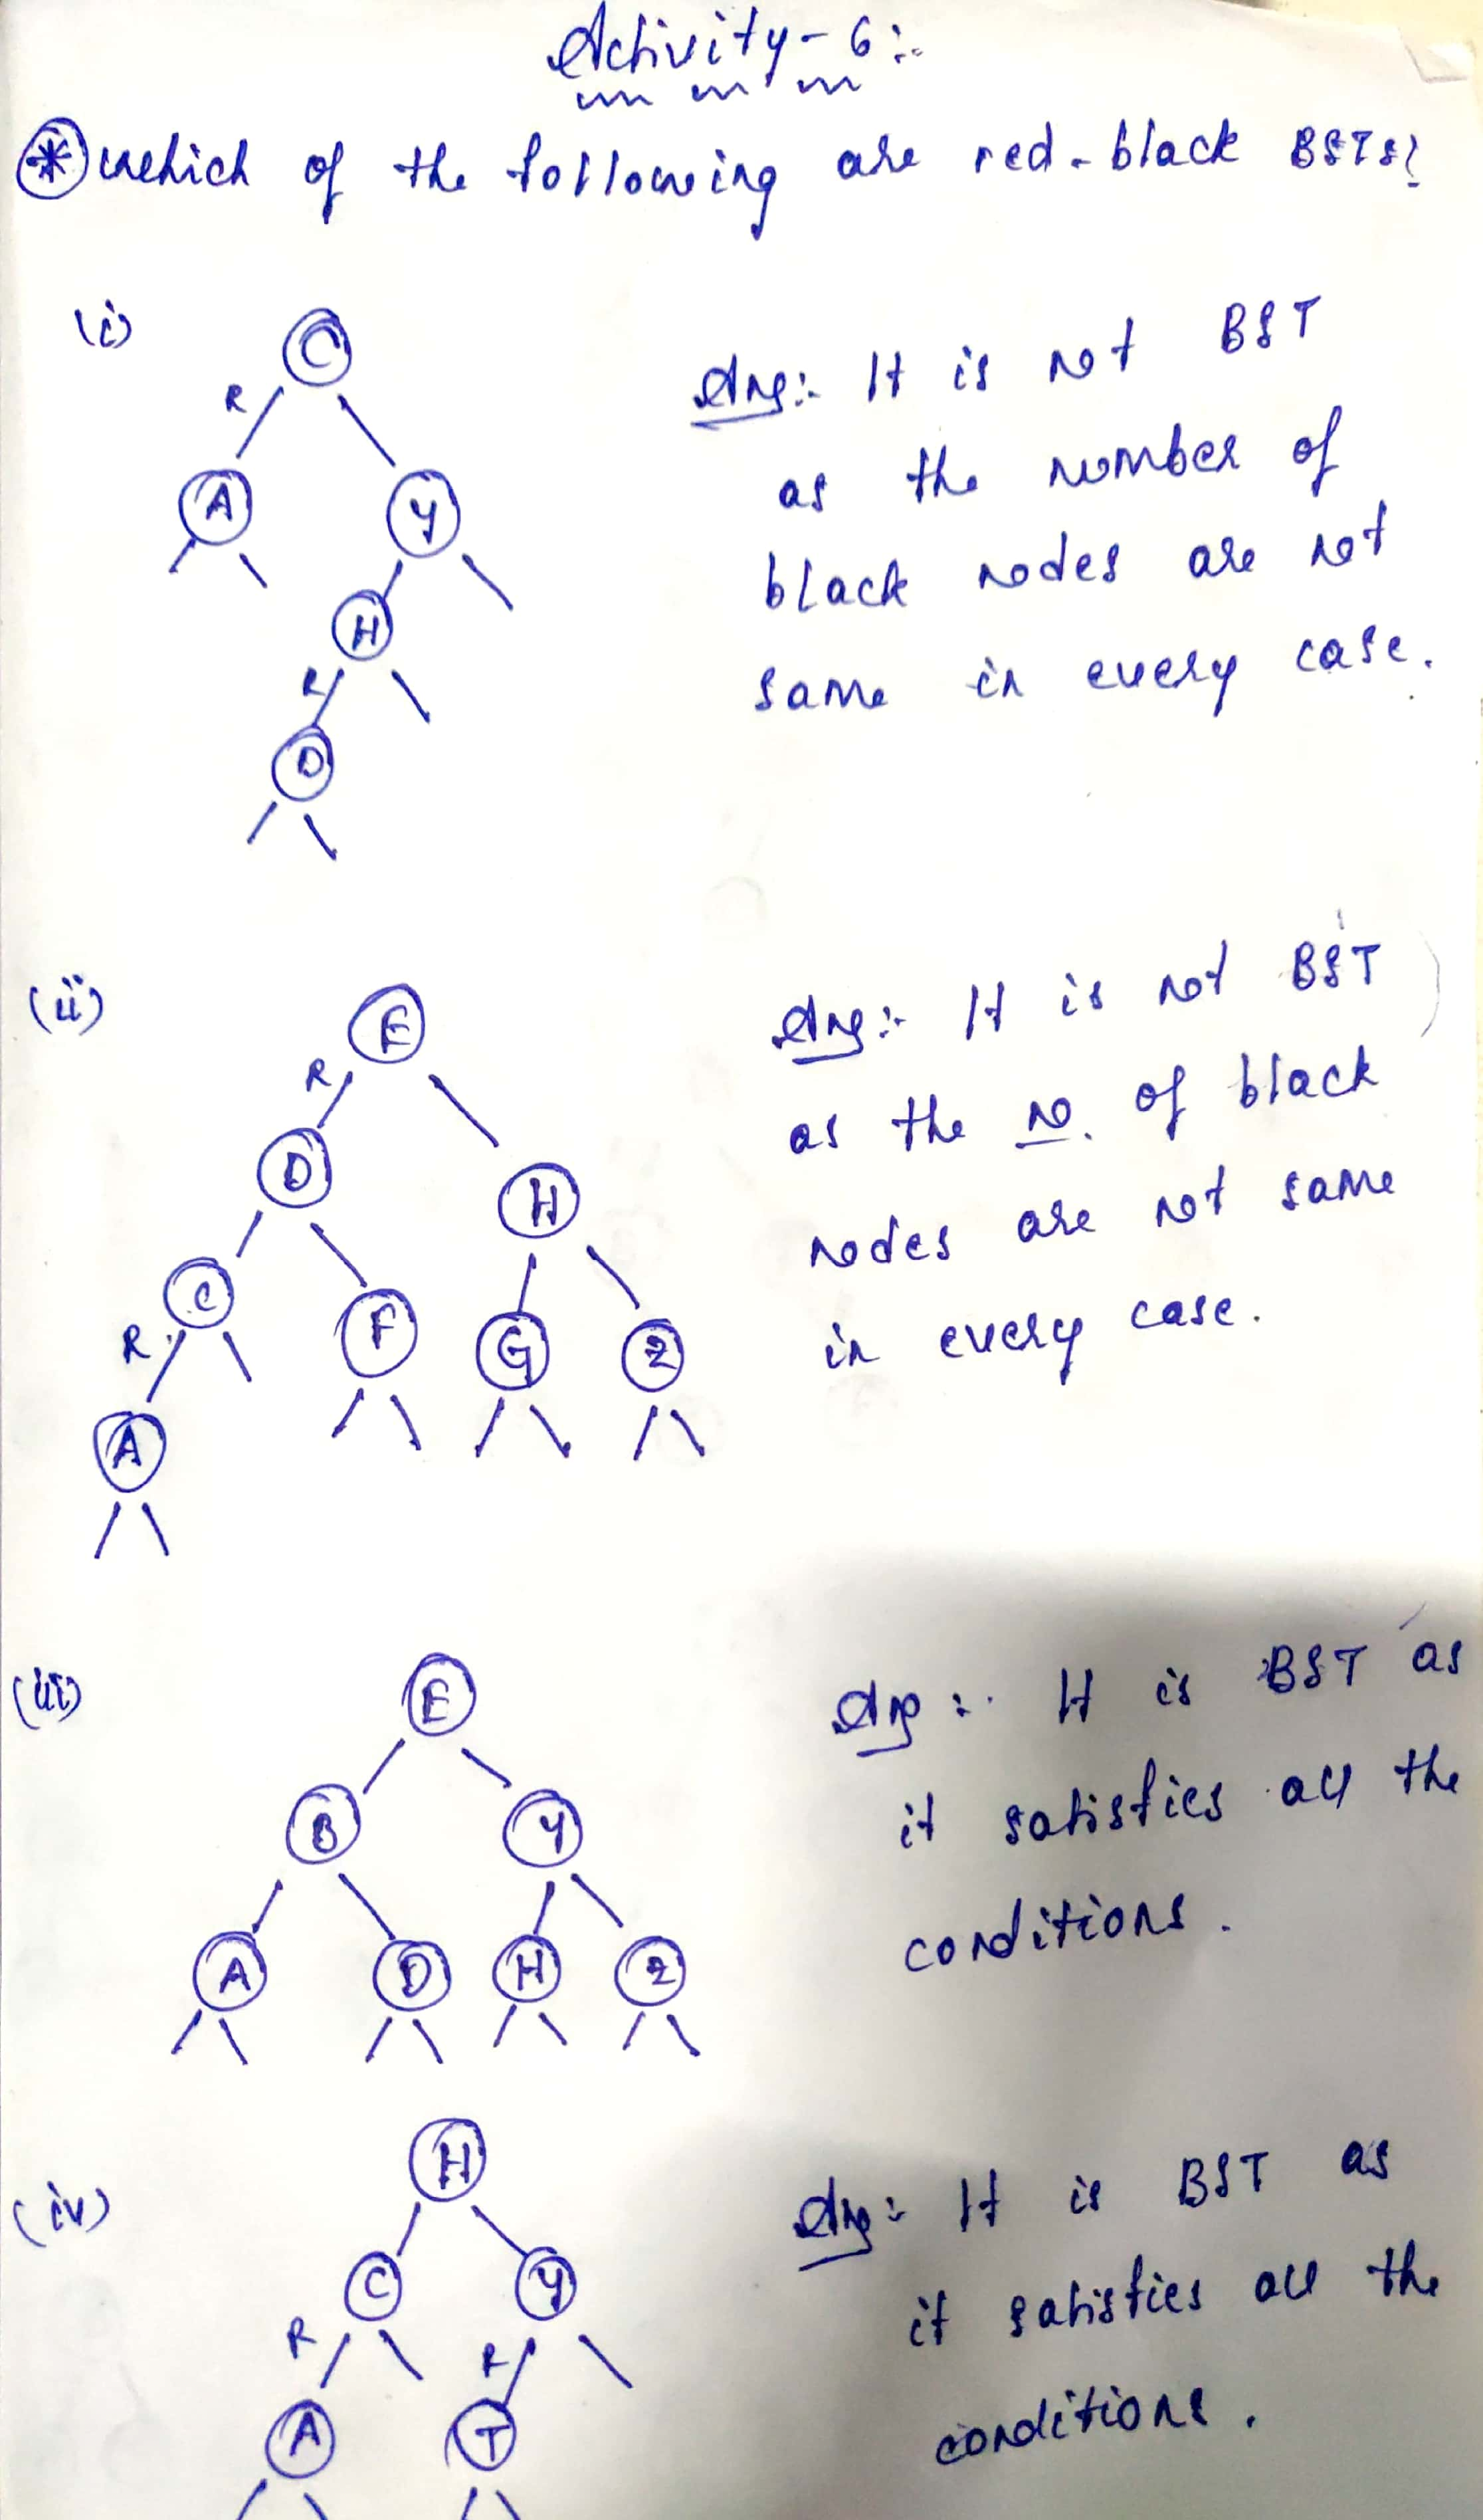 Activity-6:-
* which of the following are red-black BSTs?
(i)
C
R
A
Y
H
R
D
Ans:- It is not BST
as the number of
black nodes are not
same in every case.
(ii)
E
R
D
H
C
F
G
Z
R
A
Ans:- It is not BST
as the no. of black
nodes are not same
in every case.
(iii)
E
B
Y
A
D
H
Z
Ans:- It is BST as
it satisfies all the
conditions.
(iv)
H
C
Y
R
R
A
T
Ans:- It is BST as
it satisfies all the
conditions.